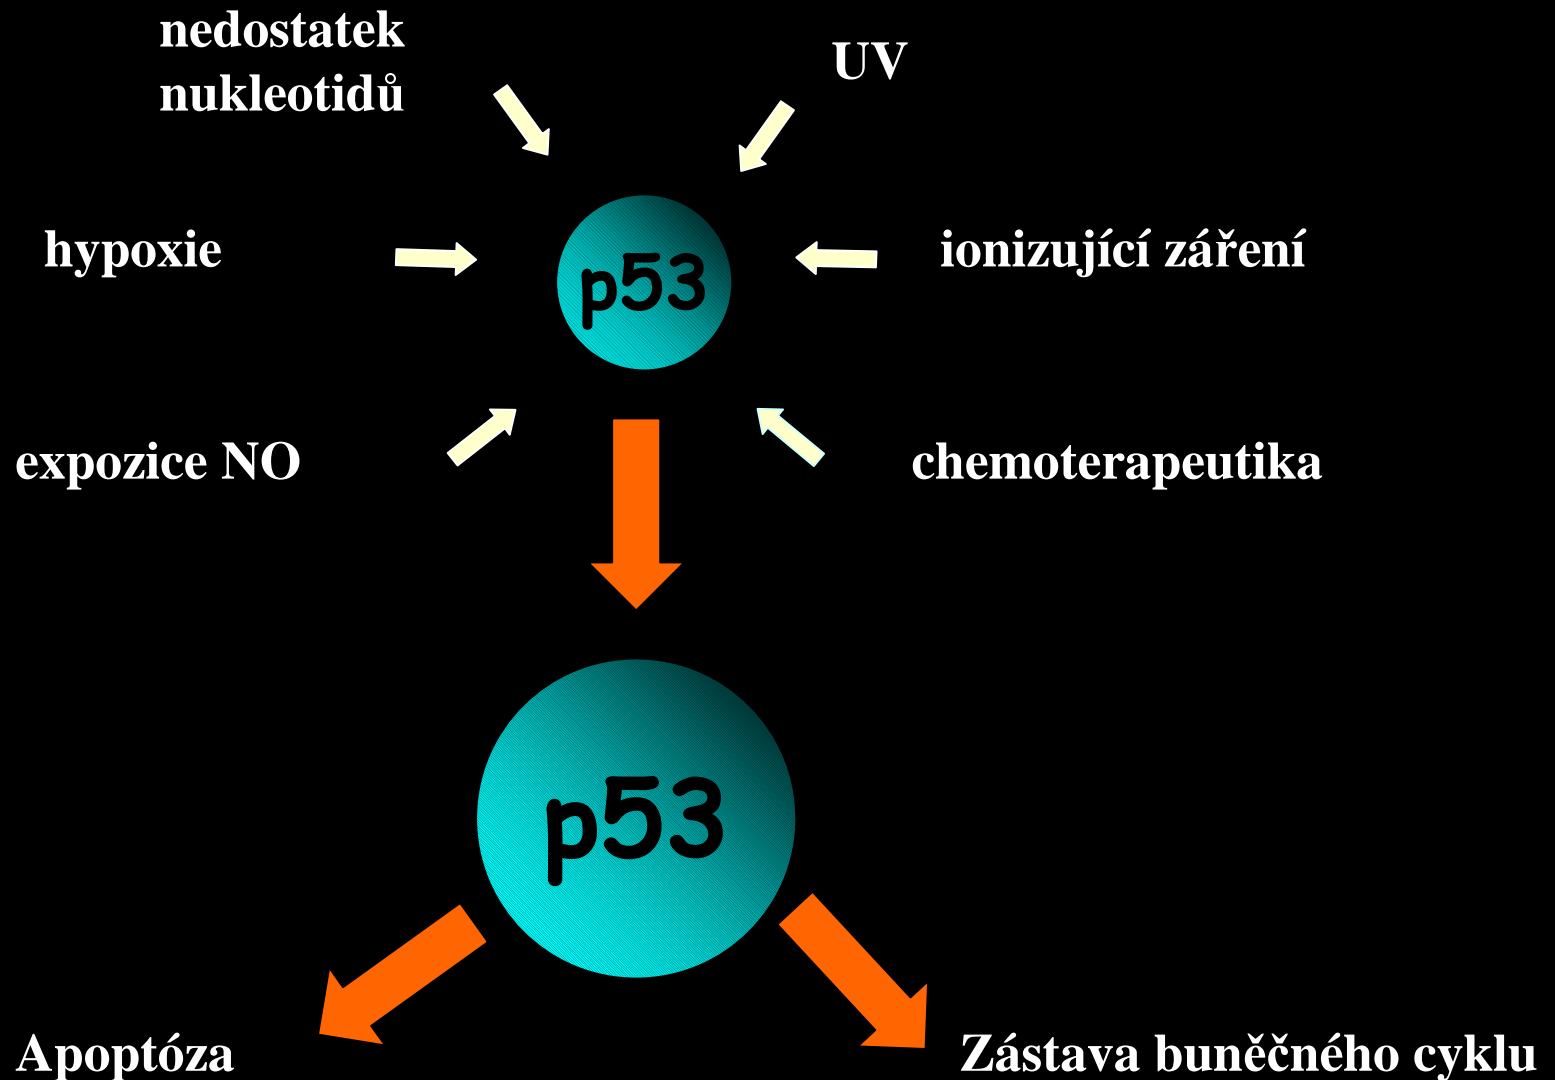 nedostatek
nukleotidů
UV
hypoxie
p53
ionizující záření
expozice NO
chemoterapeutika
p53
Apoptóza
Zástava buněčného cyklu